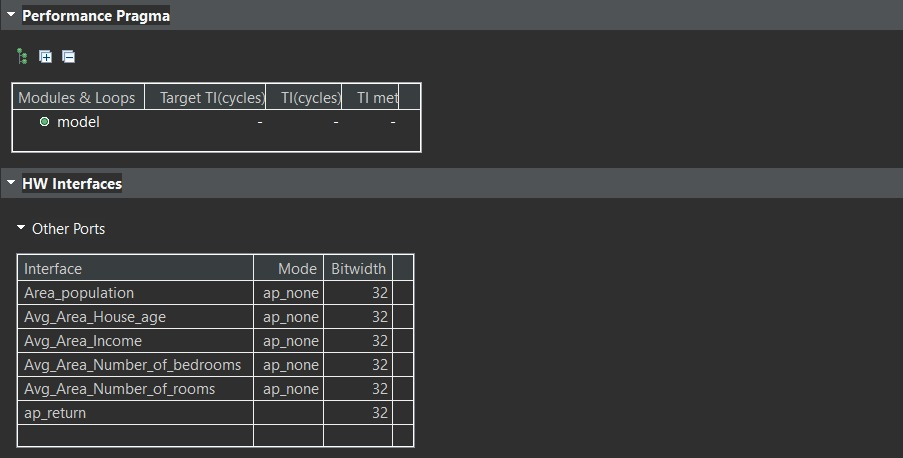 Performance Pragma
Modules & Loops Target TI(cycles) TI(cycles) TI met
model - - -
HW Interfaces
Other Ports
Interface Mode Bitwidth
Area_population ap_none 32
Avg_Area_House_age ap_none 32
Avg_Area_Income ap_none 32
Avg_Area_Number_of_bedrooms ap_none 32
Avg_Area_Number_of_rooms ap_none 32
ap_return 32